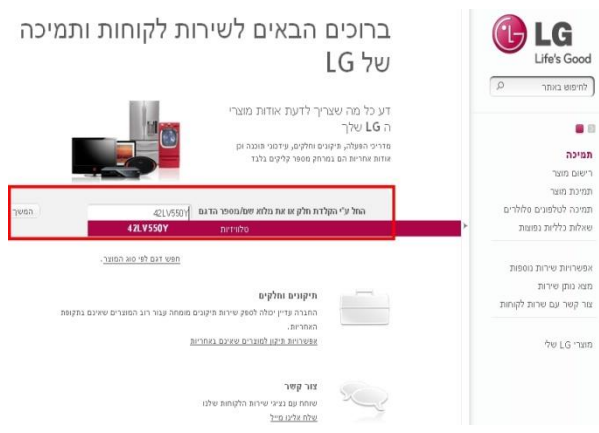 ברוכים הבאים לשירות לקוחות ותמיכה
של LG
LG
Life's Good
לחיפוש באתר
דע כל מה שצריך לדעת אודות מוצרי
ה LG שלך
מדריכי הפעלה, תיקונים וחלקים, עידכוני תוכנה וכן
אודות אחריות הם במרחק מספר קליקים בלבד
תמיכה
רישום מוצר
תמיכת מוצר
תמיכה לטלפונים סלולרים
שאלות כלליות נפוצות
החל ע"י הקלדת חלק או את מלוא שם/מספר הדגם
42LV550Y
המשך
טלוויזיות
42LV550Y
חפש דגם לפי סוג המוצר.
אפשרויות שירות נוספות
מצא נותן שירות
צור קשר עם שרות לקוחות
מוצרי LG שלי
תיקונים וחלקים
החברה עדיין יכולה לספק שירות תיקונים מומחה עבור רוב המוצרים שאינם בתקופת
האחריות.
אפשרויות תיקון למוצרים שאינם באחריות
צור קשר
שוחח עם נציגי שירות הלקוחות שלנו
שלח אלינו מייל